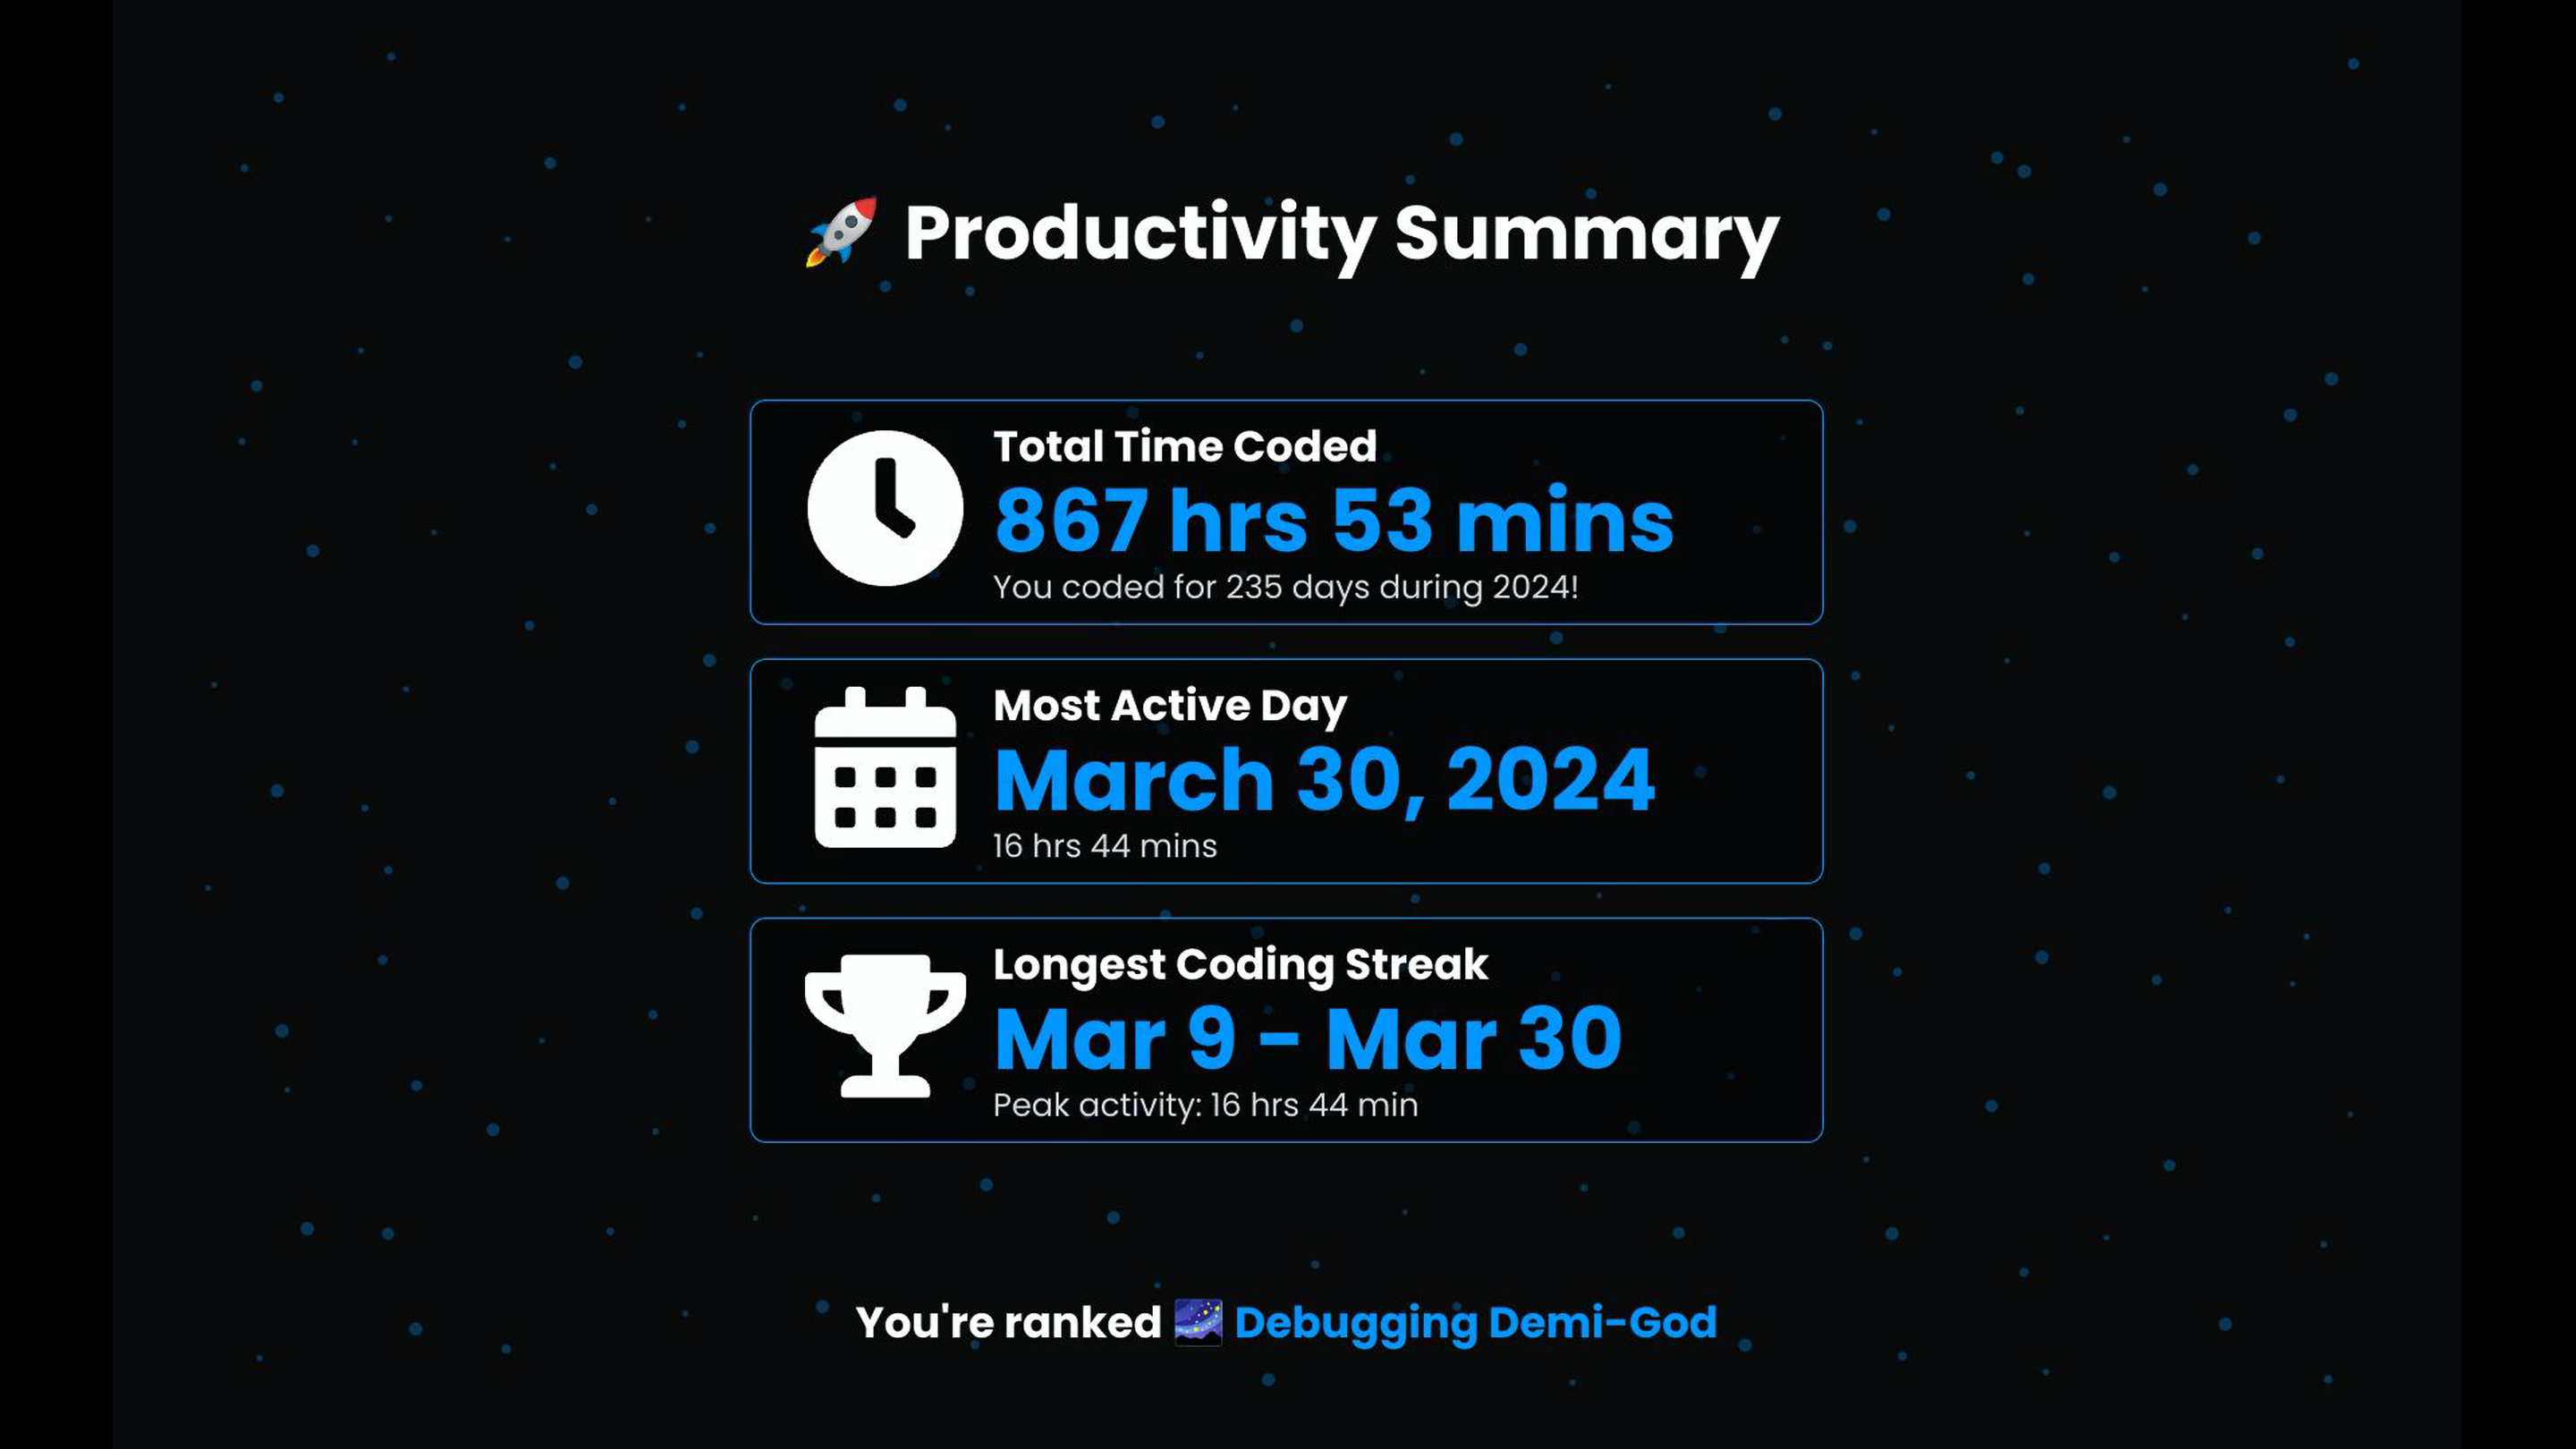 🚀 Productivity Summary
Total Time Coded
867 hrs 53 mins
You coded for 235 days during 2024!
Most Active Day
March 30, 2024
16 hrs 44 mins
Longest Coding Streak
Mar 9 - Mar 30
Peak activity: 16 hrs 44 min
You're ranked 🌌 Debugging Demi-God